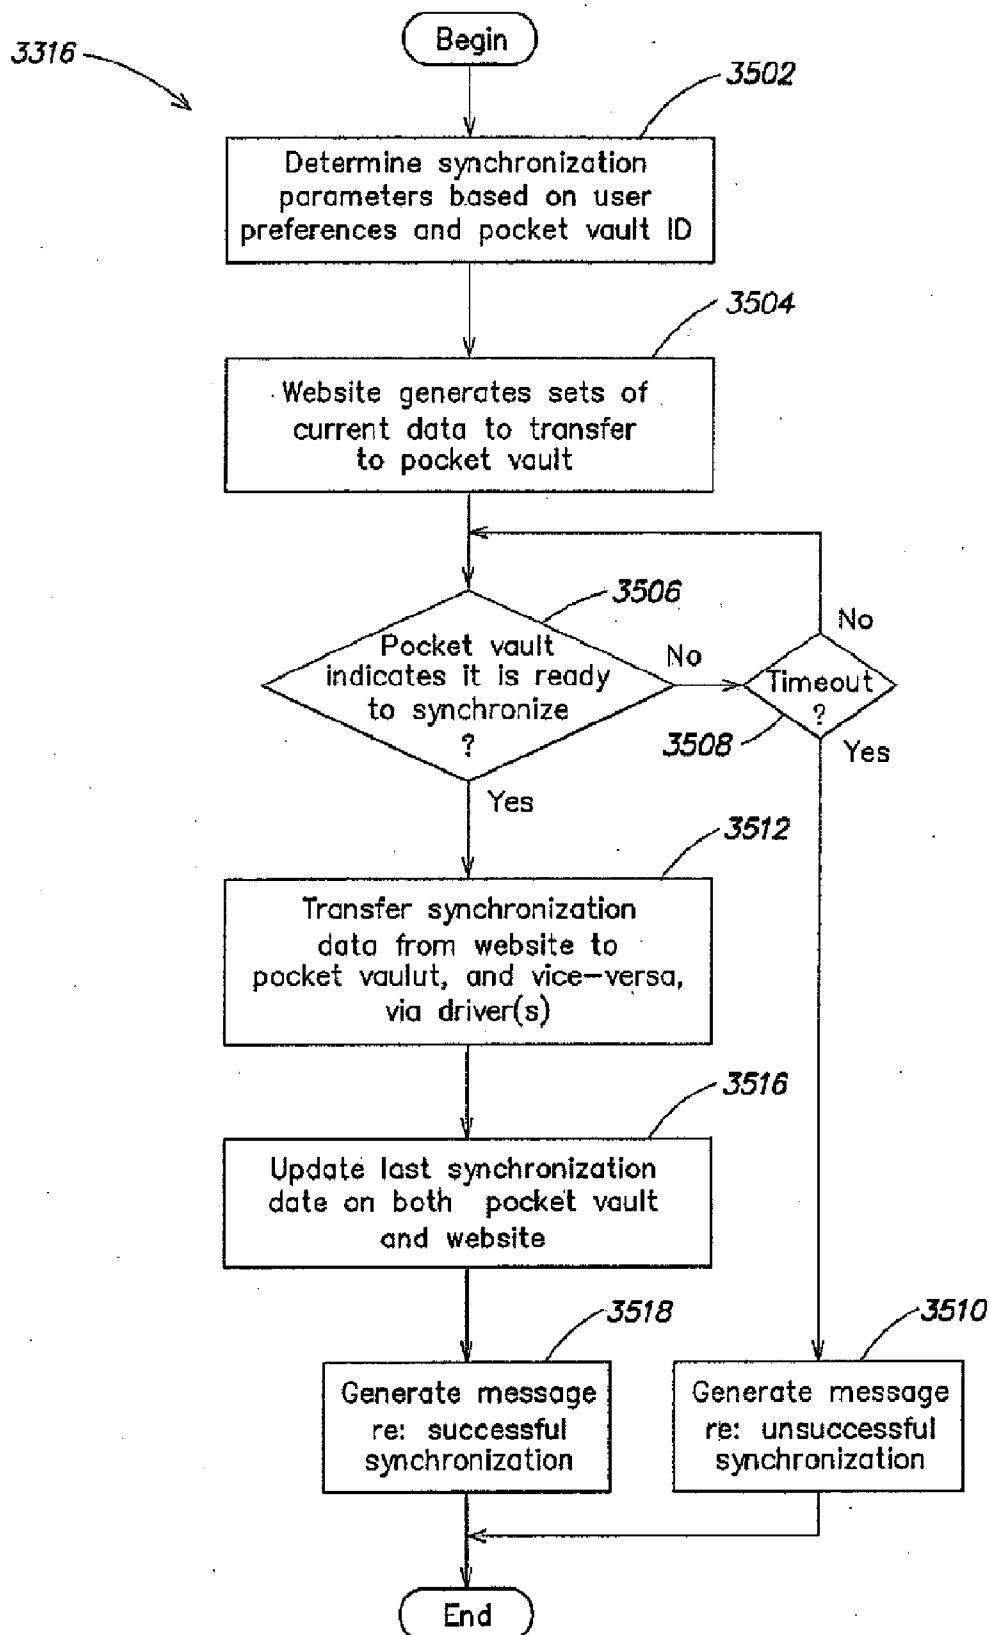 Begin
3316
3502
Determine synchronization
parameters based on user
preferences and pocket vault ID
3504
Website generates sets of
current data to transfer
to pocket vault
3506
Pocket vault
indicates it is ready
to synchronize
?
No
No
Timeout
?
3508
Yes
Yes
3512
Transfer synchronization
data from website to
pocket vaulut, and vice-versa,
via driver(s)
3516
Update last synchronization
date on both pocket vault
and website
3518
Generate message
re: successful
synchronization
3510
Generate message
re: unsuccessful
synchronization
End